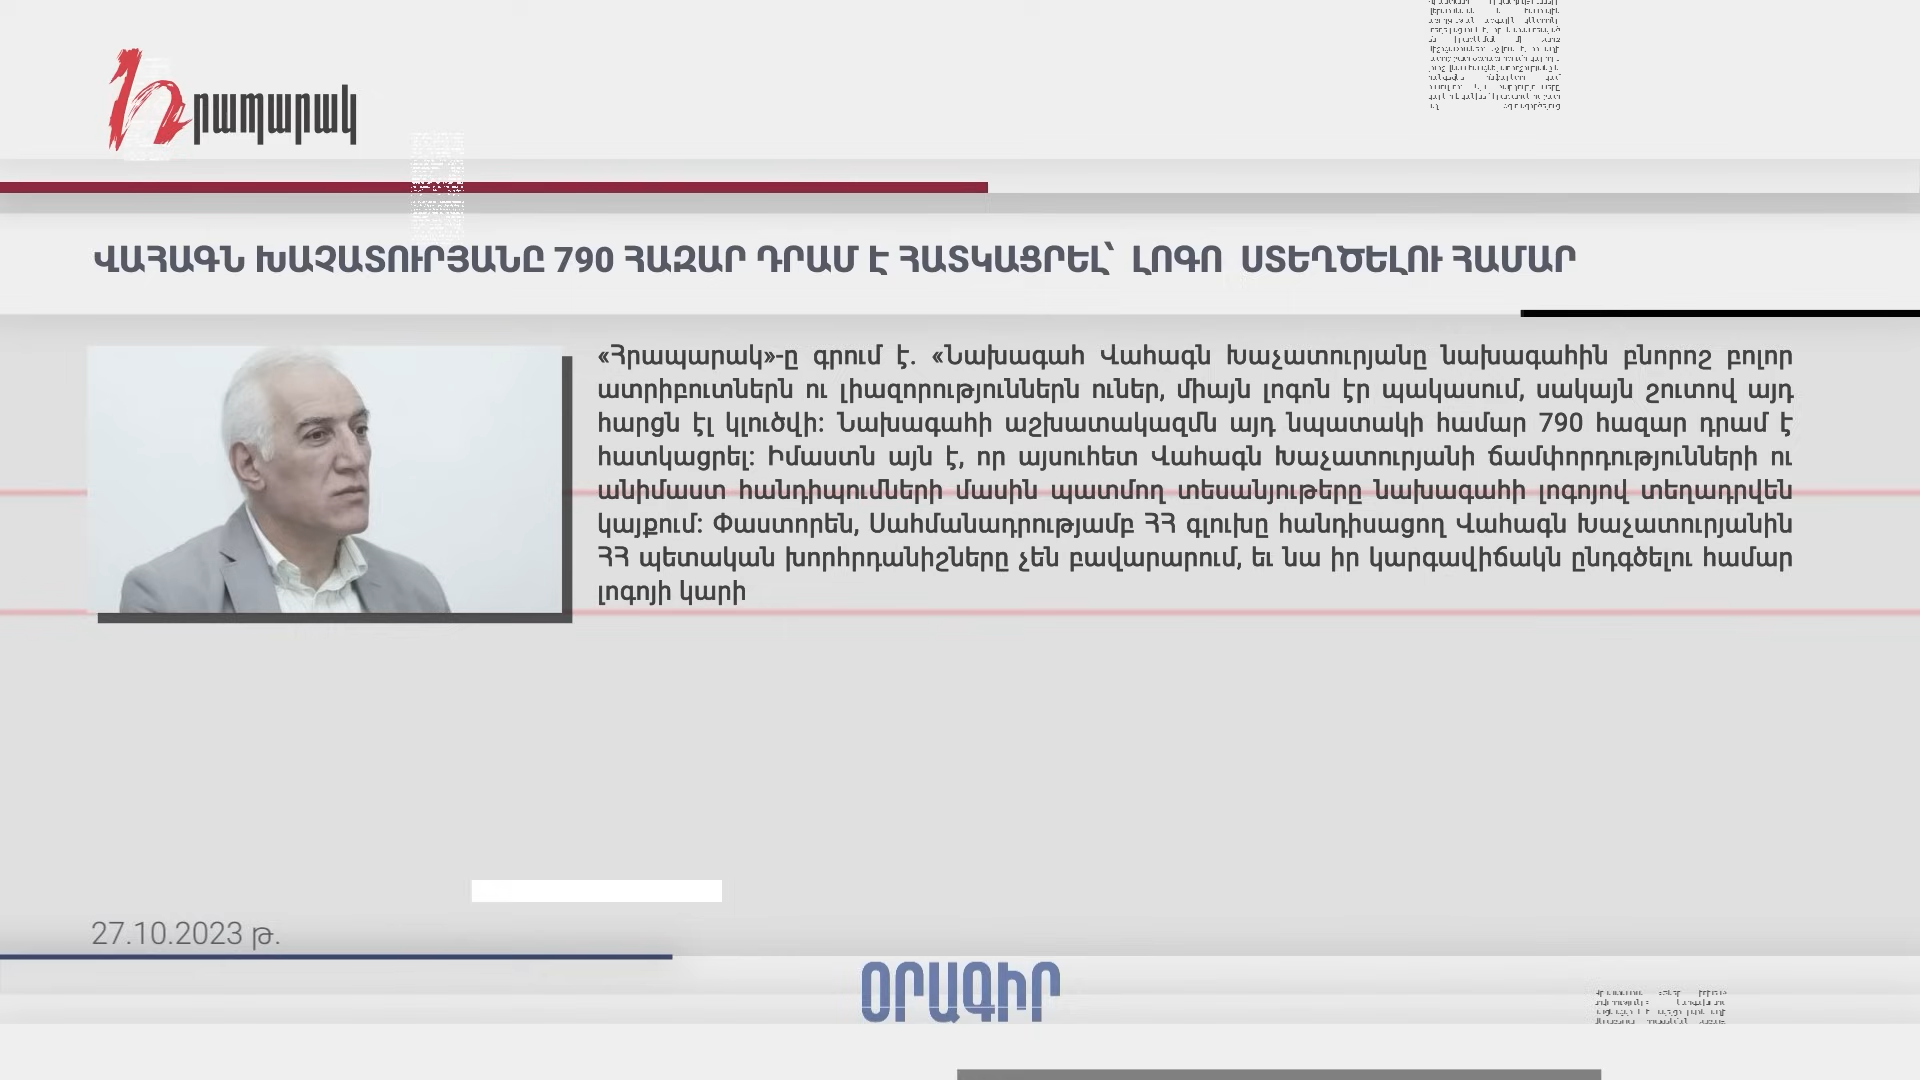 Հրապարակ
ՎԱՀԱԳՆ ԽԱՉԱՏՈՒՐՅԱՆԸ 790 ՀԱԶԱՐ ԴՐԱՄ Է ՀԱՏԿԱՑՐԵԼ՝ ԼՈԳՈ ՍՏԵՂԾԵԼՈՒ ՀԱՄԱՐ
«Հրապարակ»-ը գրում է. «Նախագահ Վահագն Խաչատուրյանը նախագահին բնորոշ բոլոր
ատրիբուտներն ու լիազորություններն ուներ, միայն լոգոն էր պակասում, սակայն շուտով այդ
հարցն էլ կլուծվի: Նախագահի աշխատակազմն այդ նպատակի համար 790 հազար դրամ է
հատկացրել: Իմաստն այն է, որ այսուհետ Վահագն Խաչատուրյանի ճամփորդությունների ու
անիմաստ հանդիպումների մասին պատմող տեսանյութերը նախագահի լոգոյով տեղադրվեն
կայքում: Փաստորեն, Սահմանադրությամբ ՀՀ գլուխը հանդիսացող Վահագն Խաչատուրյանին
ՀՀ պետական խորհրդանիշները չեն բավարարում, եւ նա իր կարգավիճակն ընդգծելու համար
լոգոյի կարի
27.10.2023 թ.
ՕՐԱԳԻՐ